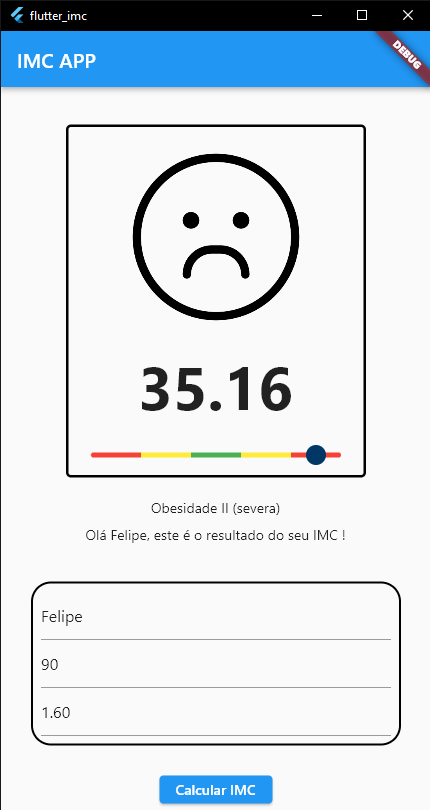 flutter_imc
IMC APP
DEBUG
35.16
Obesidade II (severa)
Olá Felipe, este é o resultado do seu IMC !
Felipe
90
1.60
Calcular IMC